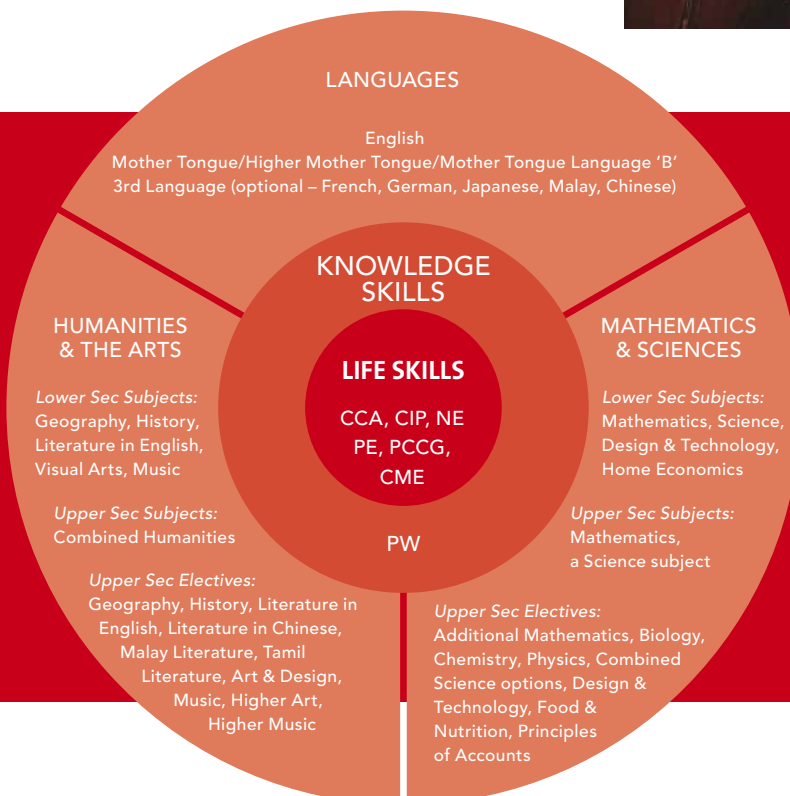 LANGUAGES
English
Mother Tongue/Higher Mother Tongue/Mother Tongue Language ‘B’
3rd Language (optional – French, German, Japanese, Malay, Chinese)
KNOWLEDGE
SKILLS
LIFE SKILLS
CCA, CIP, NE
PE, PCCG,
CME
PW
HUMANITIES
& THE ARTS
Lower Sec Subjects:
Geography, History,
Literature in English,
Visual Arts, Music
Upper Sec Subjects:
Combined Humanities
Upper Sec Electives:
Geography, History, Literature in
English, Literature in Chinese,
Malay Literature, Tamil
Literature, Art & Design,
Music, Higher Art,
Higher Music
MATHEMATICS
& SCIENCES
Lower Sec Subjects:
Mathematics, Science,
Design & Technology,
Home Economics
Upper Sec Subjects:
Mathematics,
a Science subject
Upper Sec Electives:
Additional Mathematics, Biology,
Chemistry, Physics, Combined
Science options, Design &
Technology, Food &
Nutrition, Principles
of Accounts